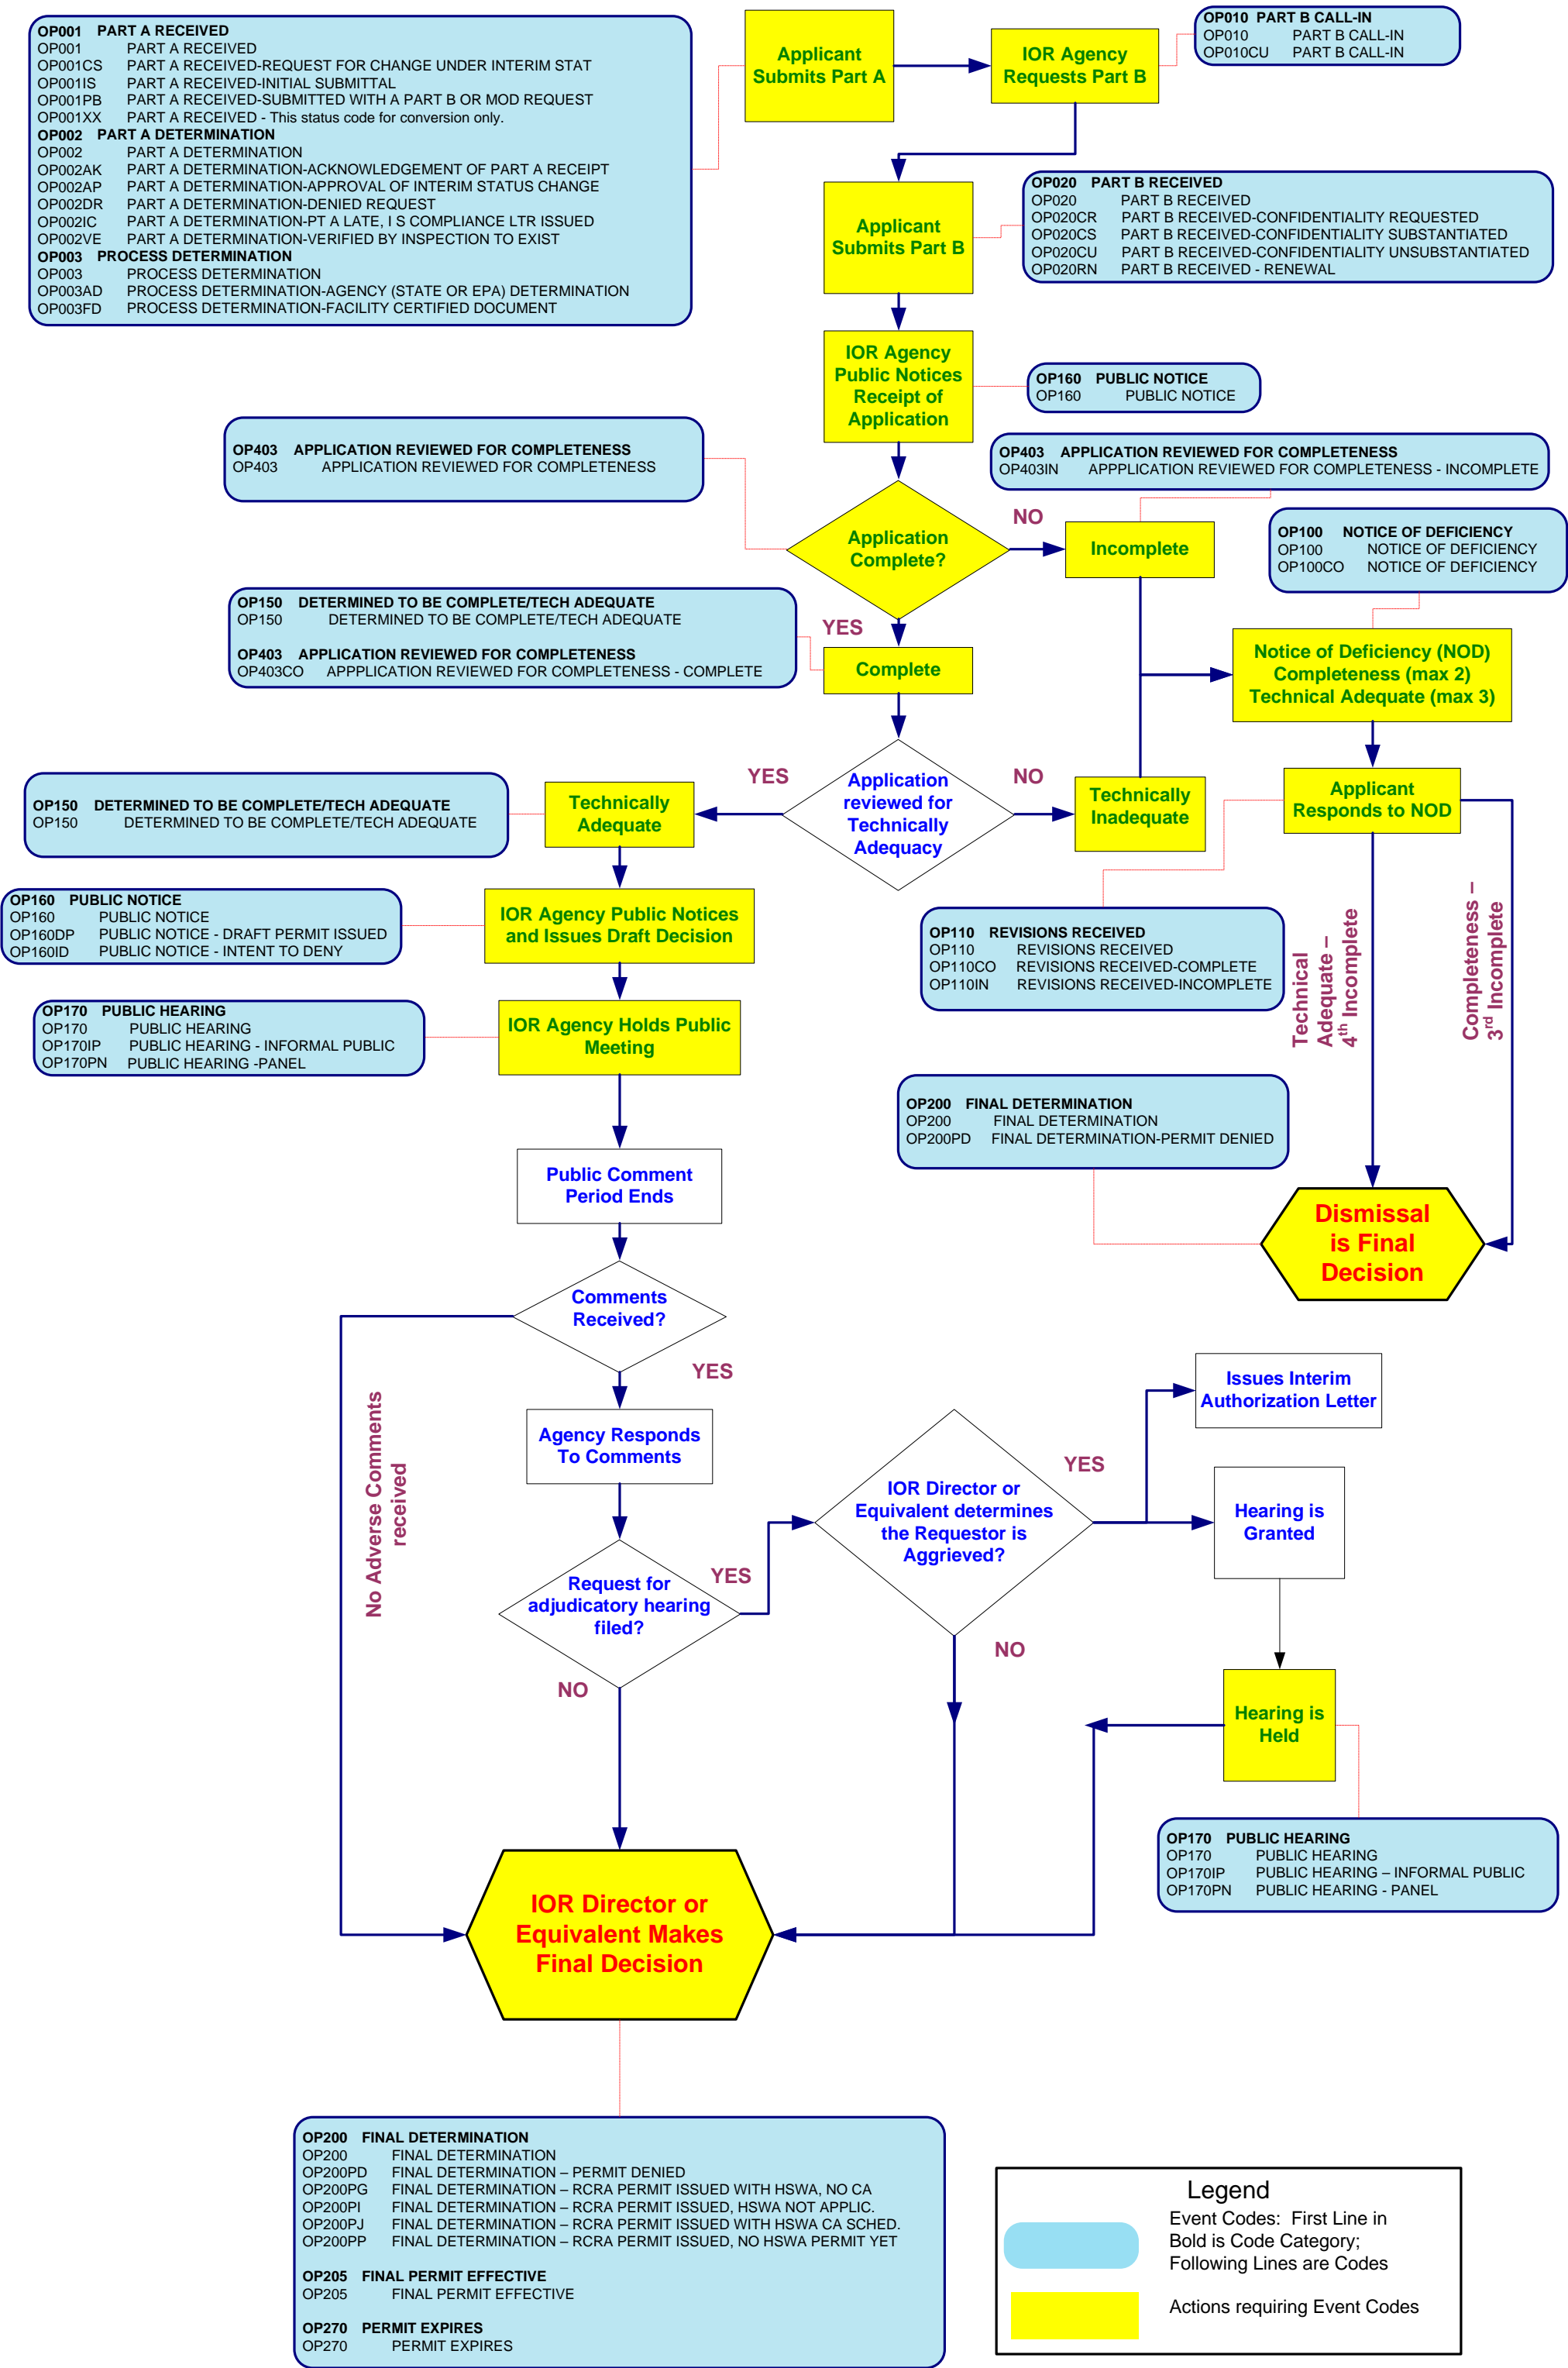 OP001 PART A RECEIVED
OP001 PART A RECEIVED
OP001CS PART A RECEIVED-REQUEST FOR CHANGE UNDER INTERIM STAT
OP001IS PART A RECEIVED-INITIAL SUBMITTAL
OP001PB PART A RECEIVED-SUBMITTED WITH A PART B OR MOD REQUEST
OP001XX PART A RECEIVED - This status code for conversion only.
OP002 PART A DETERMINATION
OP002 PART A DETERMINATION
OP002AK PART A DETERMINATION-ACKNOWLEDGEMENT OF PART A RECEIPT
OP002AP PART A DETERMINATION-APPROVAL OF INTERIM STATUS CHANGE
OP002DR PART A DETERMINATION-DENIED REQUEST
OP002IC PART A DETERMINATION-PT A LATE, I S COMPLIANCE LTR ISSUED
OP002VE PART A DETERMINATION-VERIFIED BY INSPECTION TO EXIST
OP003 PROCESS DETERMINATION
OP003 PROCESS DETERMINATION
OP003AD PROCESS DETERMINATION-AGENCY (STATE OR EPA) DETERMINATION
OP003FD PROCESS DETERMINATION-FACILITY CERTIFIED DOCUMENT
Applicant
Submits Part A
IOR Agency
Requests Part B
OP010 PART B CALL-IN
OP010 PART B CALL-IN
OP010CU PART B CALL-IN
Applicant
Submits Part B
OP020 PART B RECEIVED
OP020 PART B RECEIVED
OP020CR PART B RECEIVED-CONFIDENTIALITY REQUESTED
OP020CS PART B RECEIVED-CONFIDENTIALITY SUBSTANTIATED
OP020CU PART B RECEIVED-CONFIDENTIALITY UNSUBSTANTIATED
OP020RN PART B RECEIVED - RENEWAL
IOR Agency
Public Notices
Receipt of
Application
OP160 PUBLIC NOTICE
OP160 PUBLIC NOTICE
OP403 APPLICATION REVIEWED FOR COMPLETENESS
OP403 APPLICATION REVIEWED FOR COMPLETENESS
OP403 APPLICATION REVIEWED FOR COMPLETENESS
OP403IN APPPLICATION REVIEWED FOR COMPLETENESS - INCOMPLETE
Application
Complete?
NO
Incomplete
OP100 NOTICE OF DEFICIENCY
OP100 NOTICE OF DEFICIENCY
OP100CO NOTICE OF DEFICIENCY
OP150 DETERMINED TO BE COMPLETE/TECH ADEQUATE
OP150 DETERMINED TO BE COMPLETE/TECH ADEQUATE
OP403 APPLICATION REVIEWED FOR COMPLETENESS
OP403CO APPPLICATION REVIEWED FOR COMPLETENESS - COMPLETE
YES
Complete
Notice of Deficiency (NOD)
Completeness (max 2)
Technical Adequate (max 3)
YES
Application
reviewed for
Technically
Adequacy
NO
Technically
Inadequate
Applicant
Responds to NOD
OP150 DETERMINED TO BE COMPLETE/TECH ADEQUATE
OP150 DETERMINED TO BE COMPLETE/TECH ADEQUATE
Technically
Adequate
OP160 PUBLIC NOTICE
OP160 PUBLIC NOTICE
OP160DP PUBLIC NOTICE - DRAFT PERMIT ISSUED
OP160ID PUBLIC NOTICE - INTENT TO DENY
IOR Agency Public Notices
and Issues Draft Decision
OP110 REVISIONS RECEIVED
OP110 REVISIONS RECEIVED
OP110CO REVISIONS RECEIVED-COMPLETE
OP110IN REVISIONS RECEIVED-INCOMPLETE
Technical
Adequate –
4th Incomplete
Completeness –
3rd Incomplete
OP170 PUBLIC HEARING
OP170 PUBLIC HEARING
OP170IP PUBLIC HEARING - INFORMAL PUBLIC
OP170PN PUBLIC HEARING -PANEL
IOR Agency Holds Public
Meeting
OP200 FINAL DETERMINATION
OP200 FINAL DETERMINATION
OP200PD FINAL DETERMINATION-PERMIT DENIED
Public Comment
Period Ends
Dismissal
is Final
Decision
Comments
Received?
YES
No Adverse Comments
received
Agency Responds
To Comments
Issues Interim
Authorization Letter
YES
IOR Director or
Equivalent determines
the Requestor is
Aggrieved?
Hearing is
Granted
Request for
adjudicatory hearing
filed?
YES
NO
NO
Hearing is
Held
OP170 PUBLIC HEARING
OP170 PUBLIC HEARING
OP170IP PUBLIC HEARING – INFORMAL PUBLIC
OP170PN PUBLIC HEARING - PANEL
IOR Director or
Equivalent Makes
Final Decision
OP200 FINAL DETERMINATION
OP200 FINAL DETERMINATION
OP200PD FINAL DETERMINATION – PERMIT DENIED
OP200PG FINAL DETERMINATION – RCRA PERMIT ISSUED WITH HSWA, NO CA
OP200PI FINAL DETERMINATION – RCRA PERMIT ISSUED, HSWA NOT APPLIC.
OP200PJ FINAL DETERMINATION – RCRA PERMIT ISSUED WITH HSWA CA SCHED.
OP200PP FINAL DETERMINATION – RCRA PERMIT ISSUED, NO HSWA PERMIT YET
OP205 FINAL PERMIT EFFECTIVE
OP205 FINAL PERMIT EFFECTIVE
OP270 PERMIT EXPIRES
OP270 PERMIT EXPIRES
Legend
Event Codes: First Line in
Bold is Code Category;
Following Lines are Codes
Actions requiring Event Codes